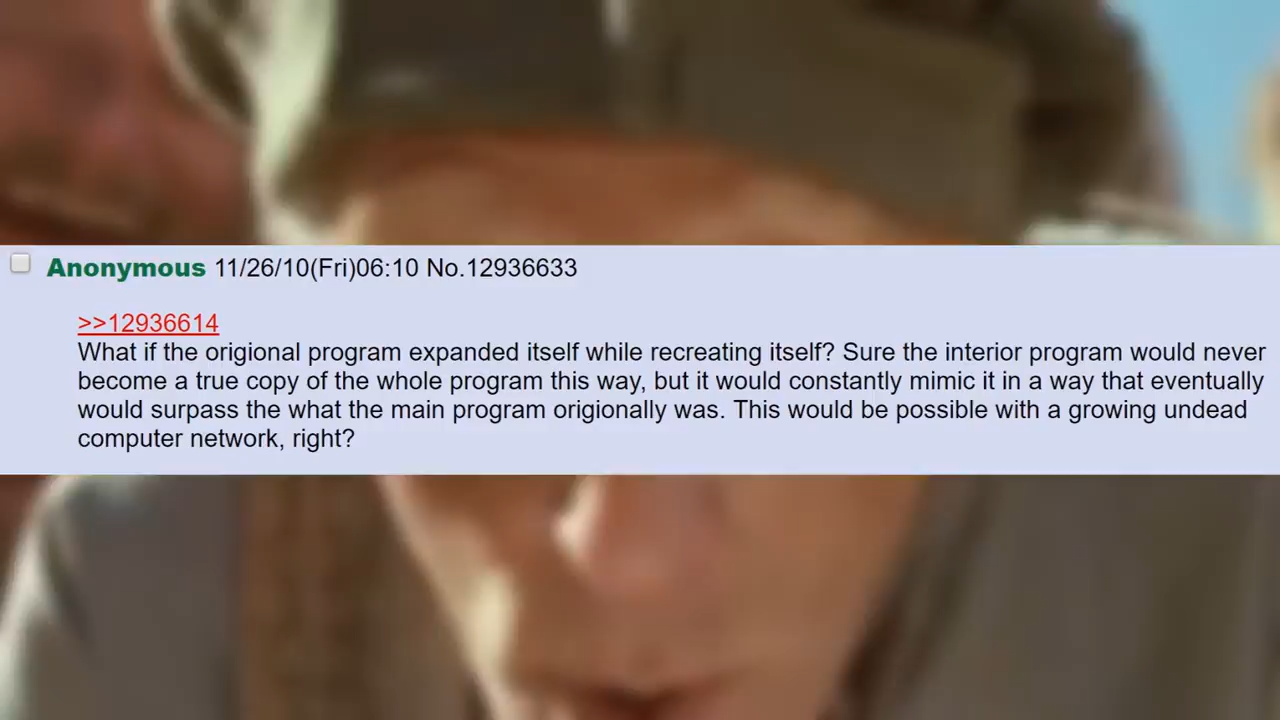 Anonymous 11/26/10(Fri)06:10 No.12936633
>>12936614
What if the origional program expanded itself while recreating itself? Sure the interior program would never
become a true copy of the whole program this way, but it would constantly mimic it in a way that eventually
would surpass the what the main program origionally was. This would be possible with a growing undead
computer network, right?